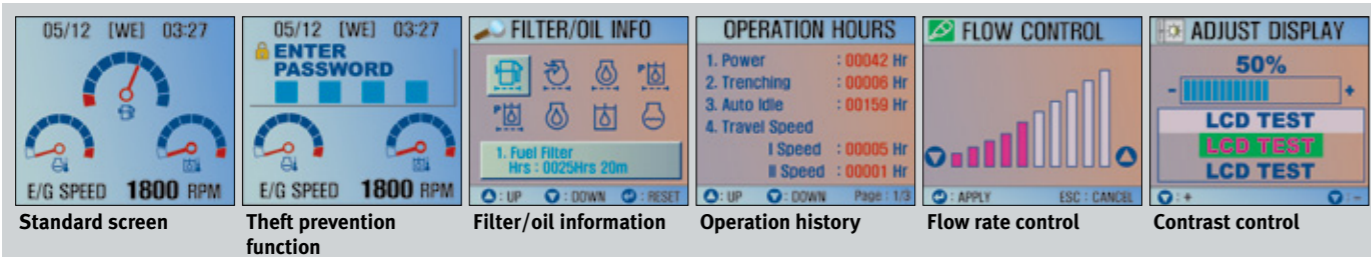 05/12 [WE] 03:27
E/G SPEED 1800 RPM
Standard screen
05/12 [WE] 03:27
ENTER
PASSWORD
E/G SPEED 1800 RPM
Theft prevention
function
FILTER/OIL INFO
P
P
1. Fuel Filter
Hrs : 0025Hrs 20m
: UP : DOWN : RESET
Filter/oil information
OPERATION HOURS
1. Power : 00042 Hr
2. Trenching : 00006 Hr
3. Auto Idle : 00159 Hr
4. Travel Speed
I Speed : 00005 Hr
II Speed : 00001 Hr
: UP : DOWN Page : 1/3
Operation history
FLOW CONTROL
: APPLY ESC : CANCEL
Flow rate control
ADJUST DISPLAY
50%
- +
LCD TEST
LCD TEST
LCD TEST
: + : -
Contrast control